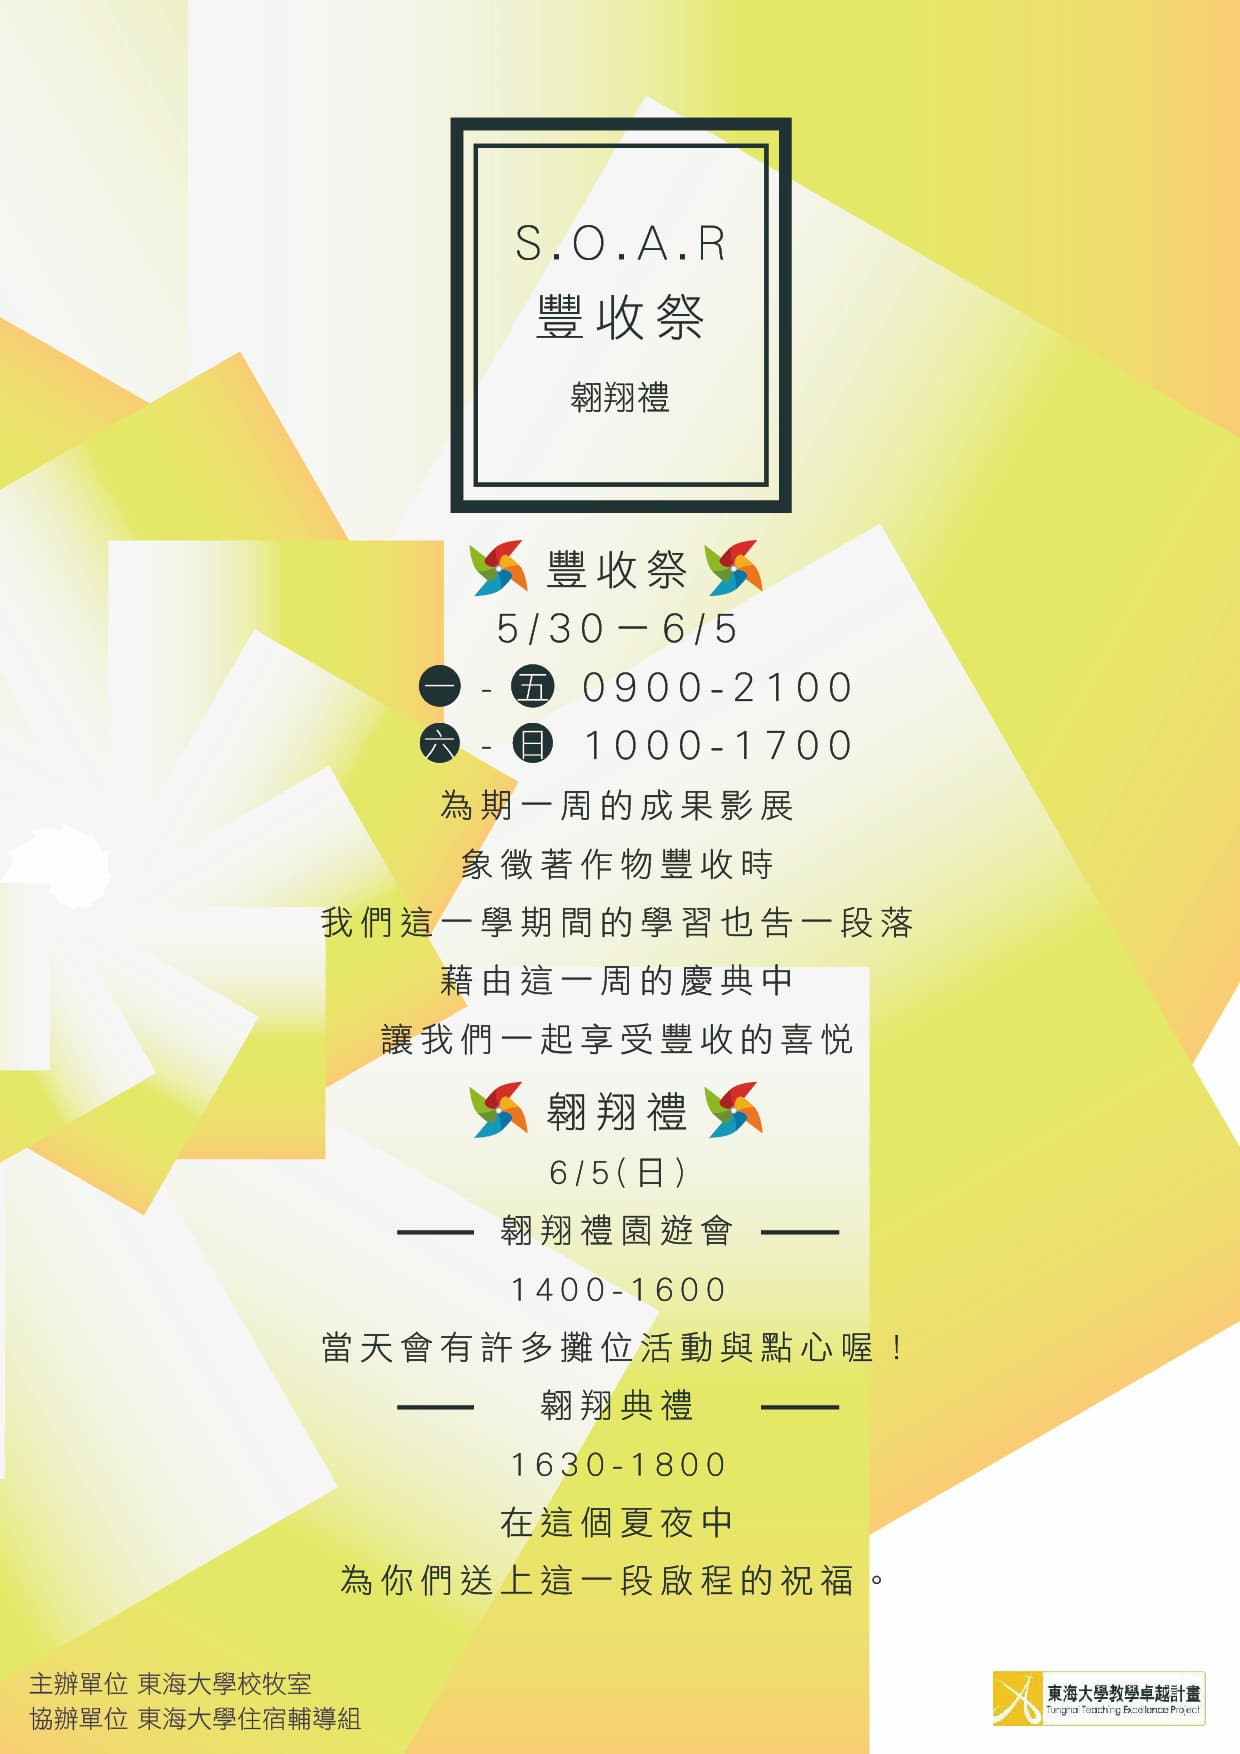 S.O.A.R
豐收祭
翱翔禮
豐收祭
5/30－6/5
一 - 五 0900-2100
六 - 日 1000-1700
為期一周的成果影展
象徵著作物豐收時
我們這一學期間的學習也告一段落
藉由這一周的慶典中
讓我們一起享受豐收的喜悅
翱翔禮
6/5(日)
翱翔禮園遊會
1400-1600
當天會有許多攤位活動與點心喔！
翱翔典禮
1630-1800
在這個夏夜中
為你們送上這一段啟程的祝福。
主辦單位 東海大學校牧室
協辦單位 東海大學住宿輔導組
東海大學教學卓越計畫
Tunghai Teaching Excellence Project